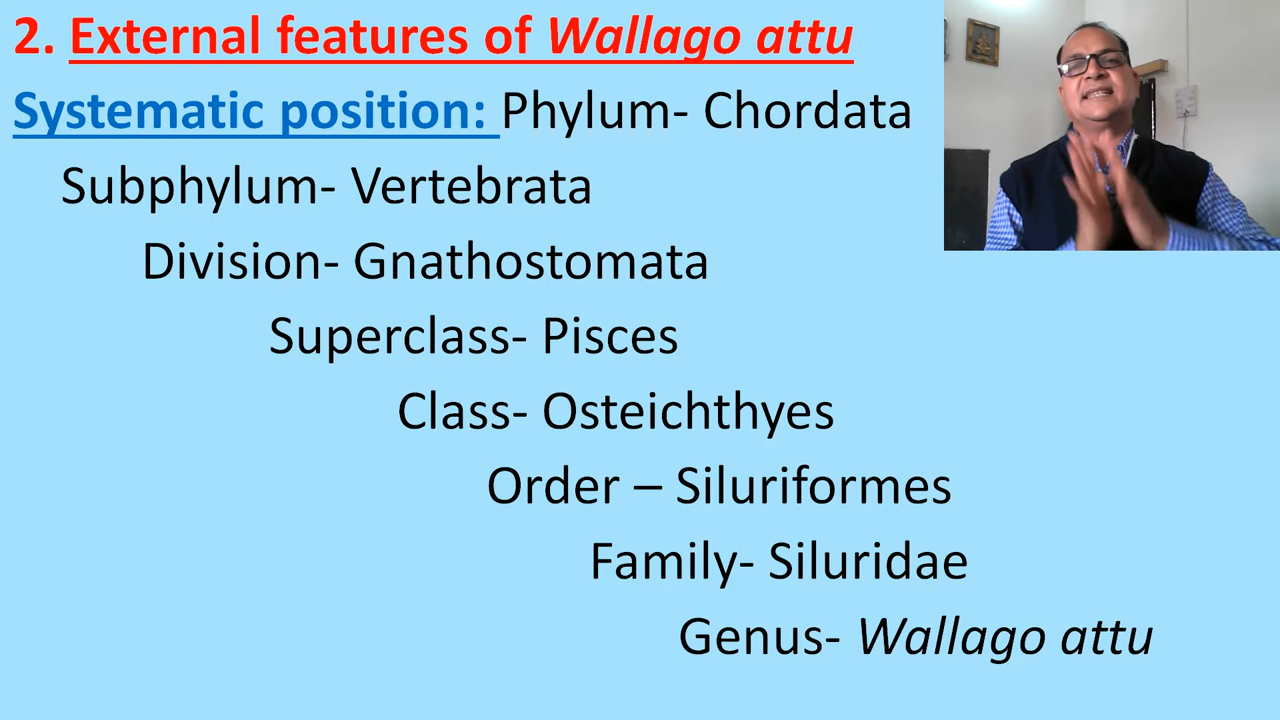 2. External features of Wallago attu
Systematic position: Phylum- Chordata
Subphylum- Vertebrata
Division- Gnathostomata
Superclass- Pisces
Class- Osteichthyes
Order – Siluriformes
Family- Siluridae
Genus- Wallago attu